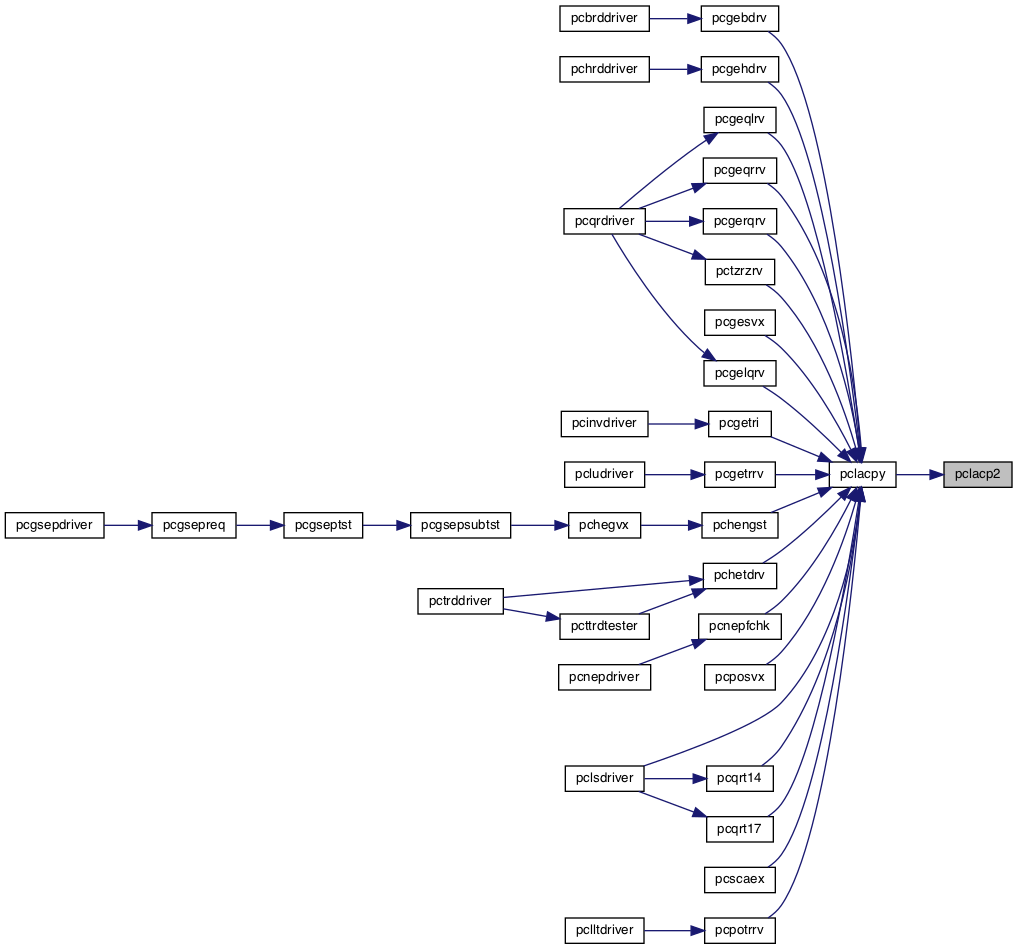 pcbrddriver
pcgebdrv
pchrddriver
pcgehdrv
pcgeqlrv
pcgeqrrv
pcqrdriver
pcgerqrv
pctzrzrv
pcgesvx
pcgelqrv
pcinvdriver
pcgetri
pcludriver
pcgetrrv
pclacpy
pclacp2
pcgsepdriver
pcgsepreq
pcgseptst
pcgsepsubtst
pchegvx
pchengst
pchetdrv
pctrddriver
pcttrdtester
pcnepfchk
pcnepdriver
pcposvx
pclsdriver
pcqrt14
pcqrt17
pcscaex
pclltdriver
pcpotrrv